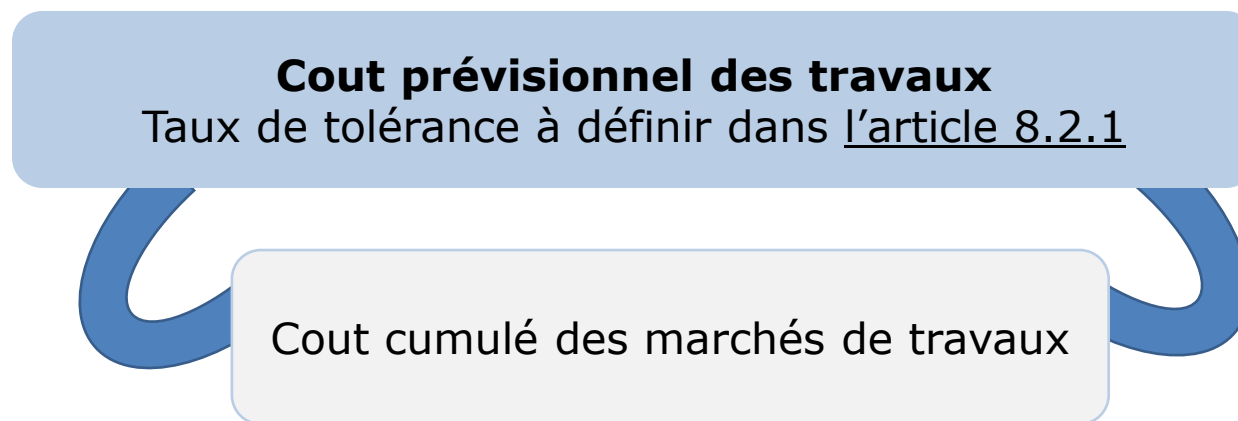 Cout prévisionnel des travaux
Taux de tolérance à définir dans l’article 8.2.1
Cout cumulé des marchés de travaux